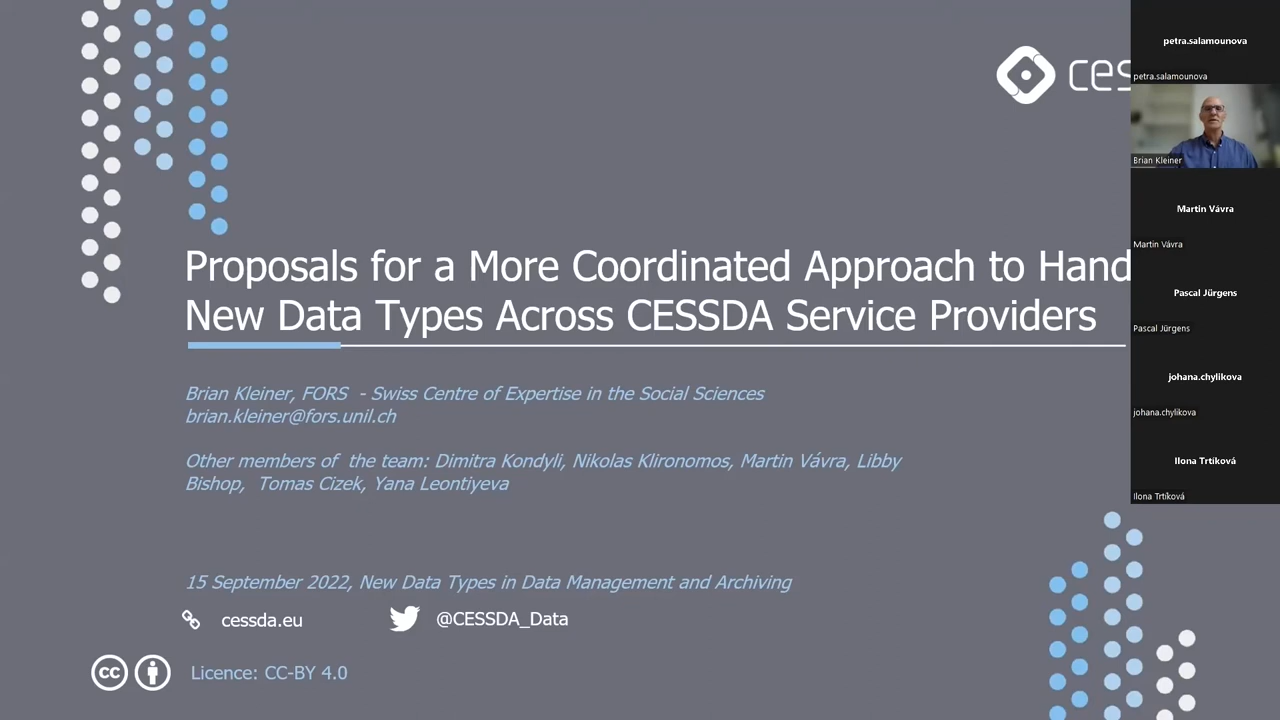 ces
Proposals for a More Coordinated Approach to Hand
New Data Types Across CESSDA Service Providers
Brian Kleiner, FORS - Swiss Centre of Expertise in the Social Sciences
brian.kleiner@fors.unil.ch
Other members of the team: Dimitra Kondyli, Nikolas Klironomos, Martin Vávra, Libby
Bishop, Tomas Cizek, Yana Leontiyeva
15 September 2022, New Data Types in Data Management and Archiving
cessda.eu
@CESSDA_Data
cc
Licence: CC-BY 4.0
petra.salamounova
petra.salamounova
Brian Kleiner
Martin Vávra
Martin Vávra
Pascal Jürgens
Pascal Jürgens
johana.chylikova
johana.chylikova
Ilona Trtíková
Ilona Trtíková